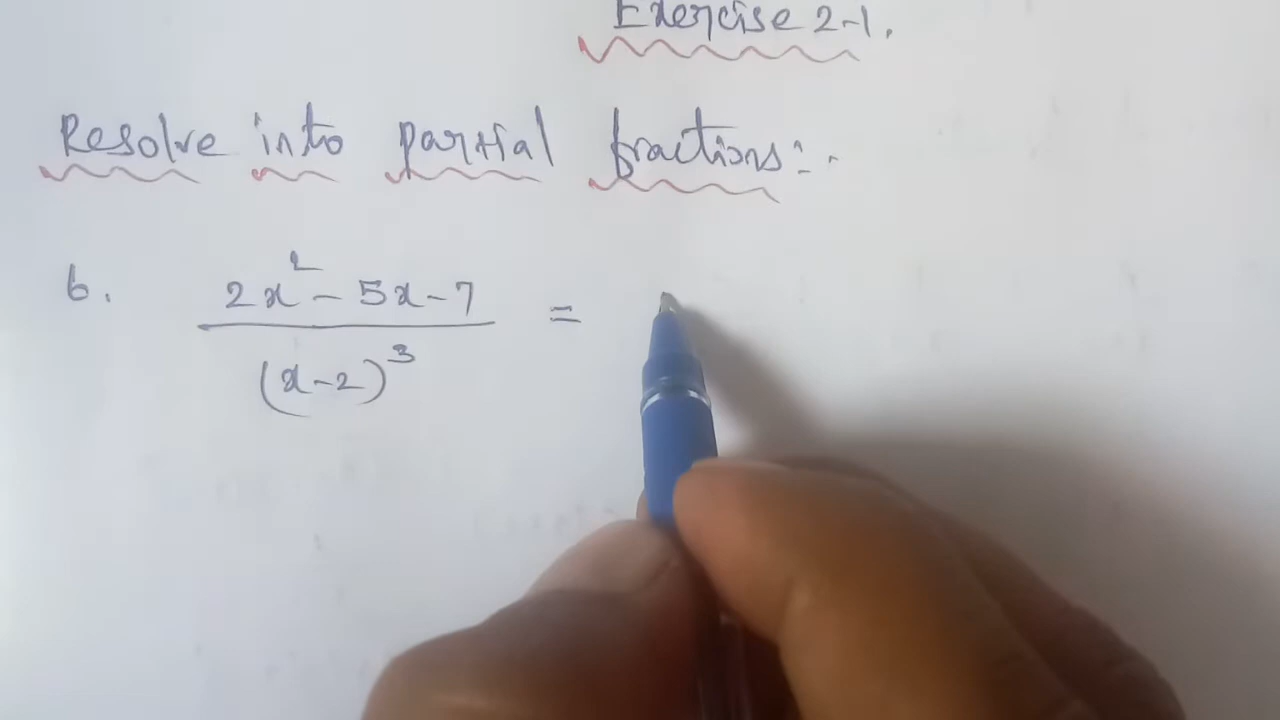 Exercise 2-1.
Resolve into partial fractions:-
6. 2x² - 5x - 7 =
(x-2)³